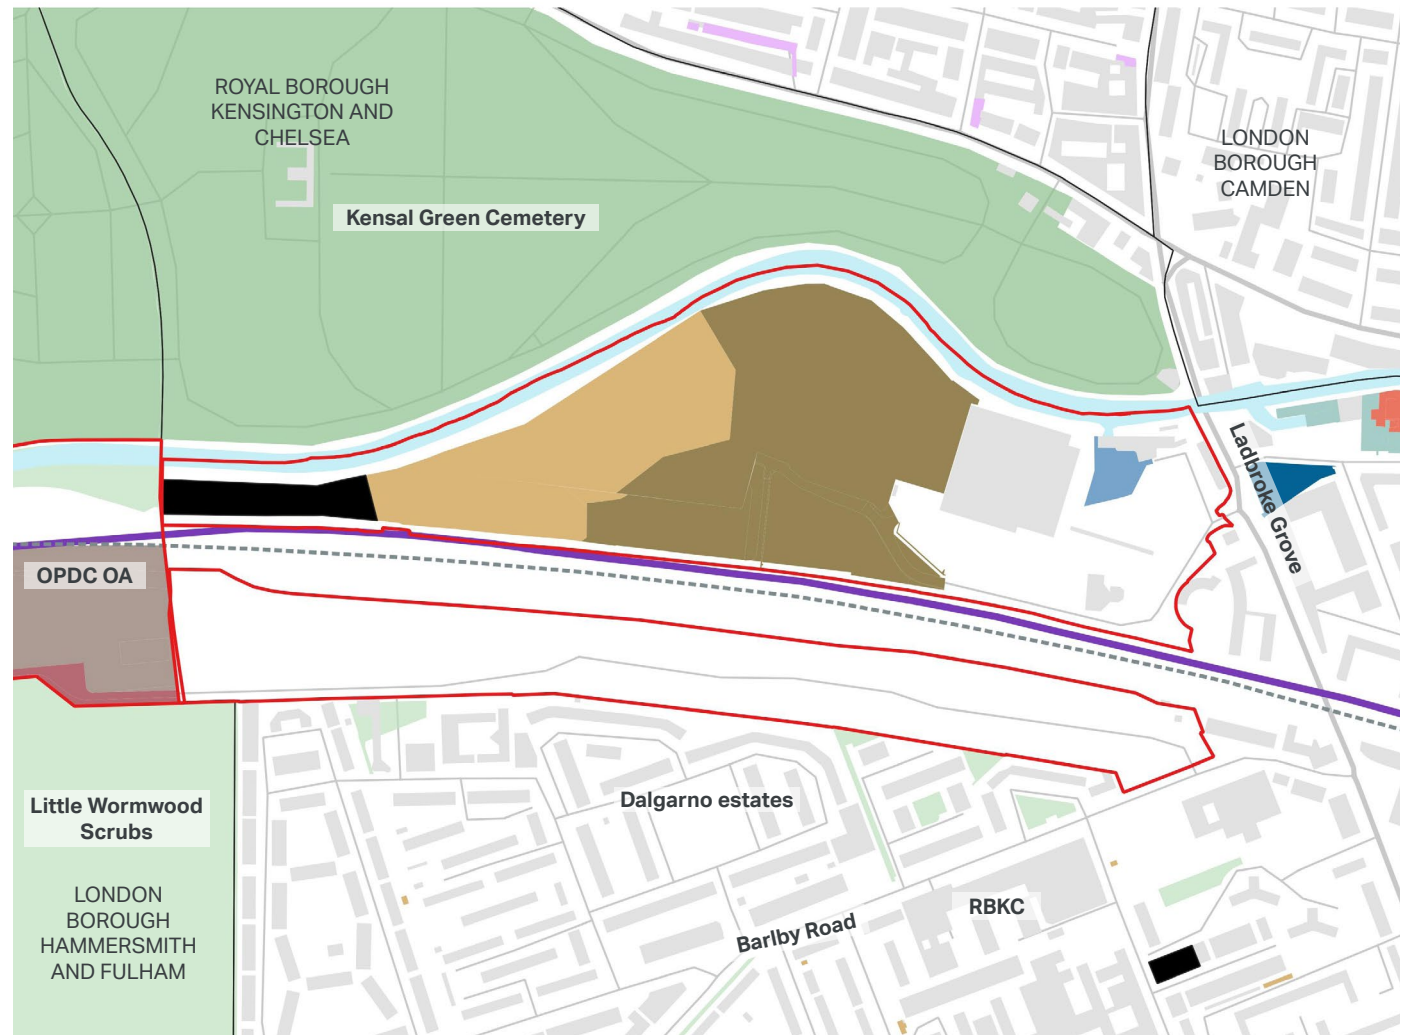 ROYAL BOROUGH
KENSINGTON AND
CHELSEA
LONDON
BOROUGH
CAMDEN
Kensal Green Cemetery
Ladbroke Grove
OPDC OA
Little Wormwood
Scrubs
Dalgarno estates
LONDON
BOROUGH
HAMMERSMITH
AND FULHAM
RBKC
Barlby Road